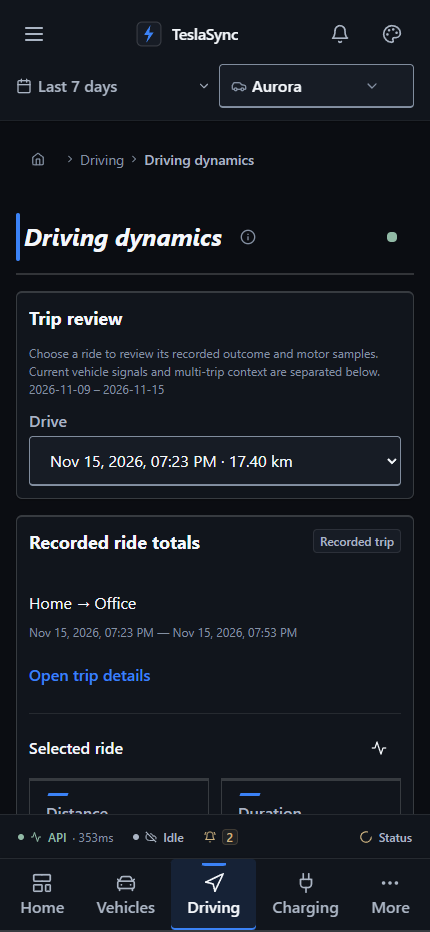 TeslaSync
Last 7 days
Aurora
Driving
Driving dynamics
Driving dynamics
Trip review
Choose a ride to review its recorded outcome and motor samples.
Current vehicle signals and multi-trip context are separated below.
2026-11-09 – 2026-11-15
Drive
Nov 15, 2026, 07:23 PM · 17.40 km
Recorded ride totals
Recorded trip
Home → Office
Nov 15, 2026, 07:23 PM — Nov 15, 2026, 07:53 PM
Open trip details
Selected ride
Distance
Duration
API · 353ms
Idle
2
Status
Home
Vehicles
Driving
Charging
More